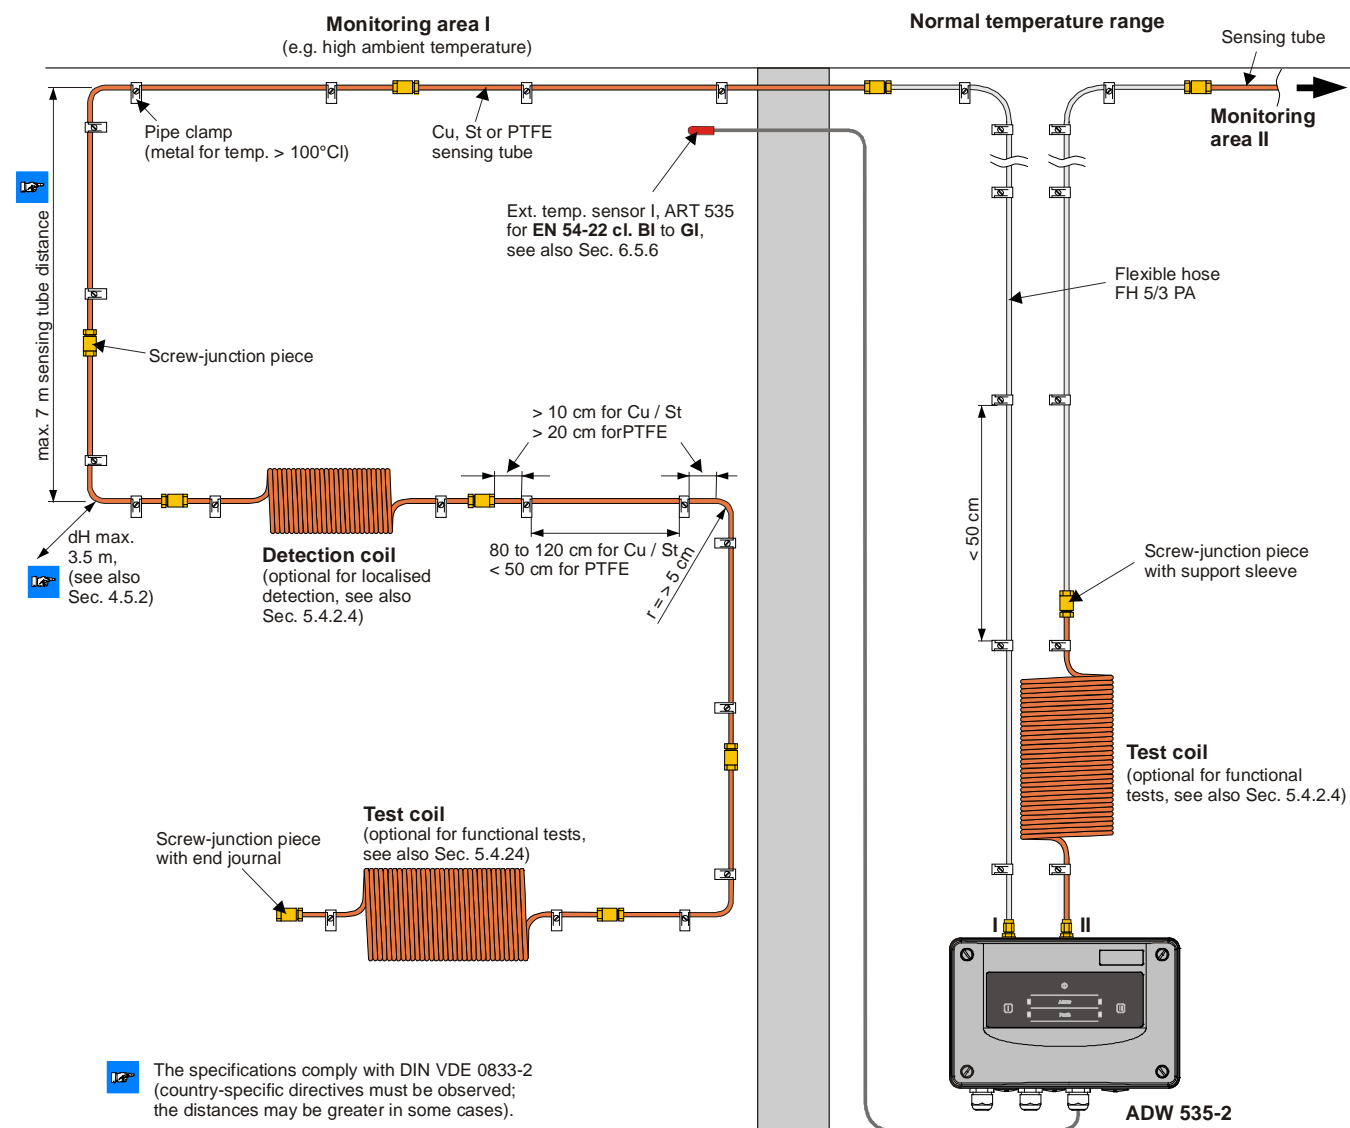 Monitoring area I
(e.g. high ambient temperature)
Normal temperature range
Sensing tube
Monitoring
area II
Pipe clamp
(metal for temp. > 100°Cl)
Cu, St or PTFE
sensing tube
Ext. temp. sensor I, ART 535
for EN 54-22 cl. BI to GI,
see also Sec. 6.5.6
max. 7 m sensing tube distance
Flexible hose
FH 5/3 PA
Screw-junction piece
> 10 cm for Cu / St
> 20 cm forPTFE
< 50 cm
dH max.
3.5 m,
(see also
Sec. 4.5.2)
Detection coil
(optional for localised
detection, see also
Sec. 5.4.2.4)
80 to 120 cm for Cu / St
< 50 cm for PTFE
r = > 5 cm
Screw-junction piece
with support sleeve
Test coil
(optional for functional
tests, see also Sec. 5.4.2.4)
Test coil
(optional for functional tests,
see also Sec. 5.4.24)
Screw-junction piece
with end journal
I
II
ADW 535-2
The specifications comply with DIN VDE 0833-2
(country-specific directives must be observed;
the distances may be greater in some cases).